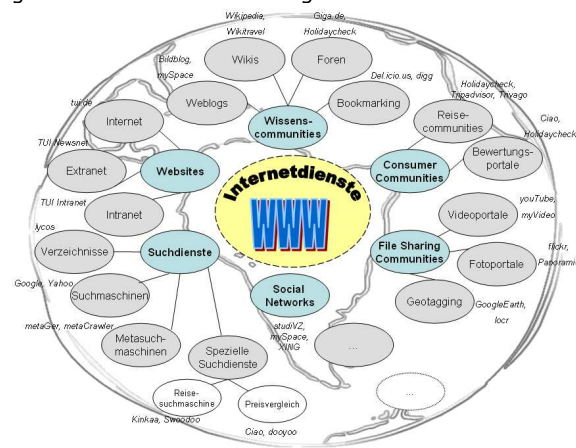 Wikipedia,
Wikitravel
Giga.de,
Holidaycheck
Bildblog,
mySpace
Wikis
Foren
Del.icio.us, digg
Weblogs
Bookmarking
Holidaycheck,
Tripadvisor, Trivago
tui.de
Internet
Wissens-
communities
Reise-
communities
Ciao,
Holidaycheck
TUI Newsnet
Extranet
Websites
Consumer
Communities
Bewertungs-
portale
Internetdienste
WWW
TUI Intranet
Intranet
Videoportale
youTube,
myVideo
lycos
Verzeichnisse
Suchdienste
File Sharing
Communities
Fotoportale
flickr,
Panoramio
Google, Yahoo
Suchmaschinen
Social
Networks
Geotagging
GoogleEarth,
locr
metaGer, metaCrawler
studiVZ,
mySpace,
XING
Metasuch-
maschinen
Spezielle
Suchdienste
...
Reise-
suchmaschine
Preisvergleich
...
Kinkaa, Swoodoo
Ciao, dooyoo